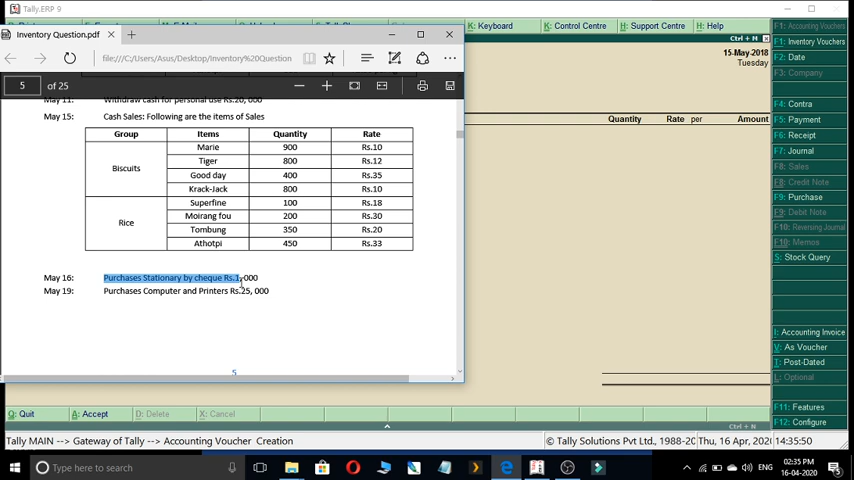 Tally.ERP 9
K: Keyboard
K: Control Centre
H: Support Centre
H: Help
F1: Accounting Vouchers
Inventory Question.pdf
Ctrl + N
F1: Inventory Vouchers
15-May-2018
Tuesday
F2: Date
file:///C:/Users/Asus/Desktop/Inventory%20Question
F3: Company
5 of 25
May 11: Withdraw cash for personal use Rs.20, 000
F4: Contra
May 15: Cash Sales: Following are the items of Sales
Quantity Rate per Amount
F5: Payment
Group Items Quantity Rate
F6: Receipt
Biscuits Marie 900 Rs.10
F7: Journal
Tiger 800 Rs.12
F8: Sales
Good day 400 Rs.35
F8: Credit Note
Krack-Jack 800 Rs.10
F9: Purchase
Rice Superfine 100 Rs.18
F9: Debit Note
Moirang fou 200 Rs.30
F10: Reversing Journal
Tombung 350 Rs.20
F10: Memos
Athotpi 450 Rs.33
S: Stock Query
May 16: Purchases Stationary by cheque Rs.1, 000
May 19: Purchases Computer and Printers Rs.25, 000
I: Accounting Invoice
V: As Voucher
T: Post-Dated
5
L: Optional
F11: Features
F12: Configure
Q: Quit
A: Accept
D: Delete
X: Cancel
Ctrl + N
Tally MAIN --> Gateway of Tally --> Accounting Voucher Creation
© Tally Solutions Pvt Ltd., 1988-20
Thu, 16 Apr, 2020
14:35:50
Type here to search
ENG
02:35 PM
16-04-2020
5